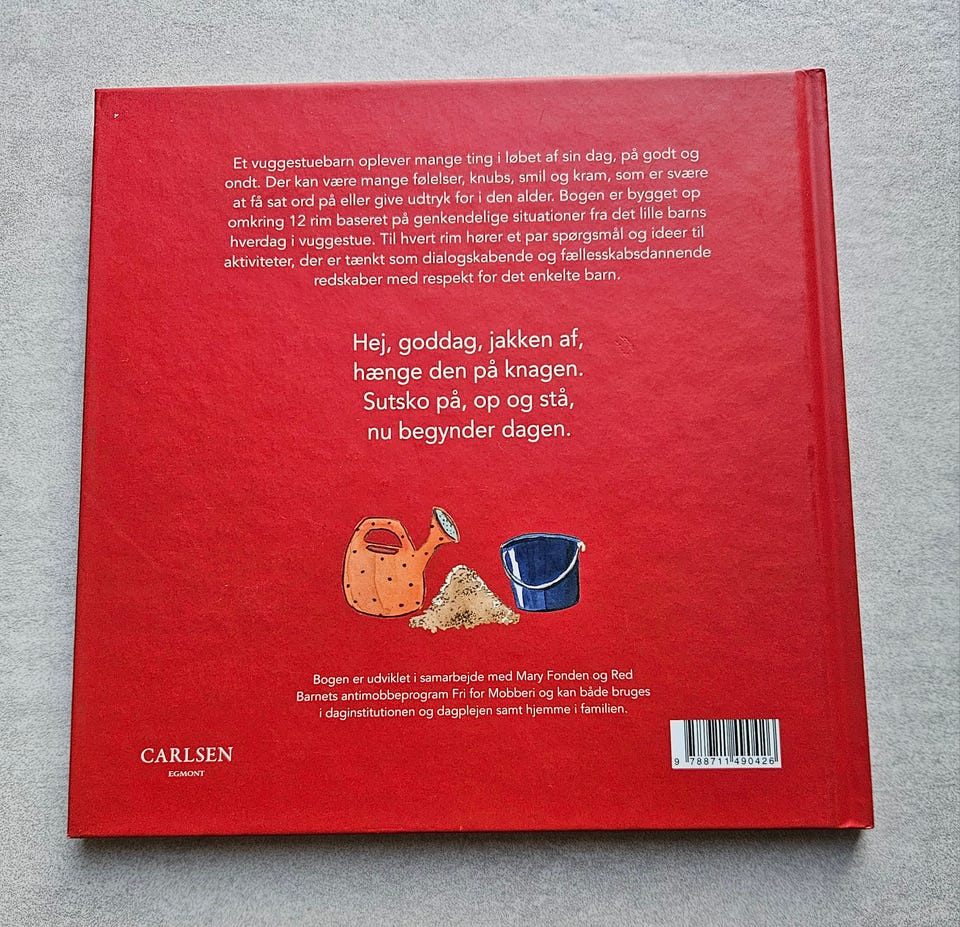 Et vuggestuebarn oplever mange ting i løbet af sin dag, på godt og
ondt. Der kan være mange følelser, knubs, smil og kram, som er svære
at få sat ord på eller give udtryk for i den alder. Bogen er bygget op
omkring 12 rim baseret på genkendelige situationer fra det lille barns
hverdag i vuggestue. Til hvert rim hører et par spørgsmål og ideer til
aktiviteter, der er tænkt som dialogskabende og fællesskabsdannende
redskaber med respekt for det enkelte barn.
Hej, goddag, jakken af,
hænge den på knagen.
Sutsko på, op og stå,
nu begynder dagen.
Bogen er udviklet i samarbejde med Mary Fonden og Red
Barnets antimobbeprogram Fri for Mobberi og kan både bruges
i daginstitutionen og dagplejen samt hjemme i familien.
CARLSEN
EGMONT
9 788711 490426